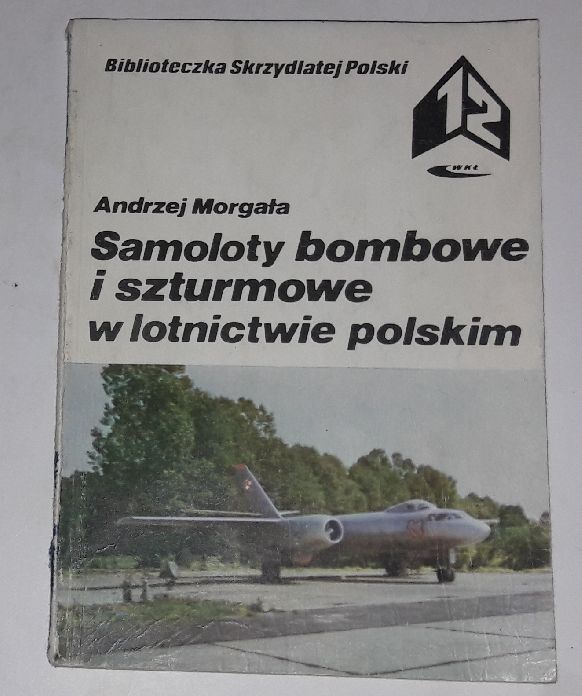 Biblioteczka Skrzydlatej Polski
12
WKŁ
Andrzej Morgała
Samoloty bombowe
i szturmowe
w lotnictwie polskim